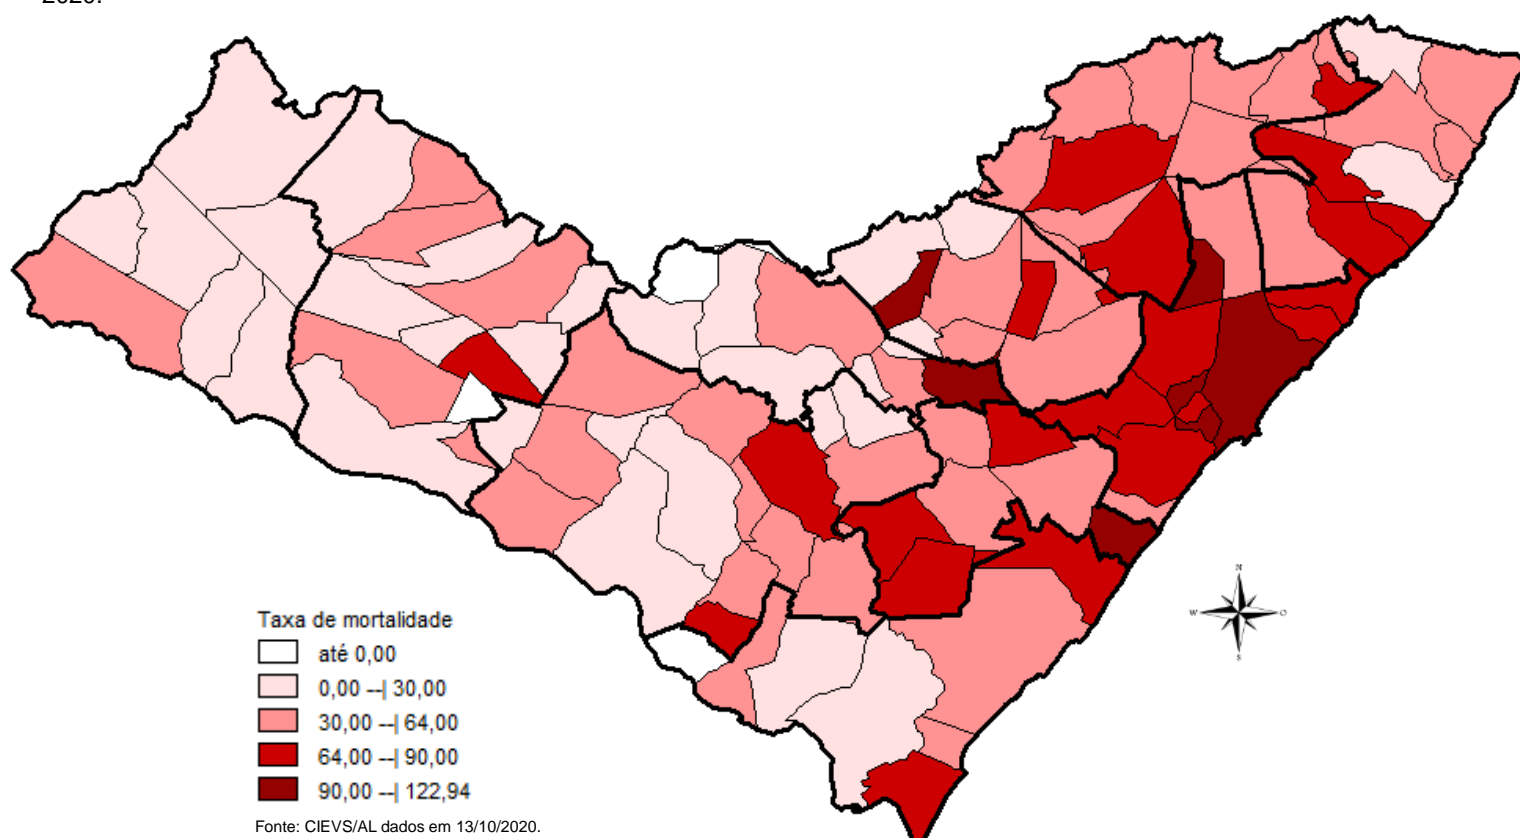 2020.
Taxa de mortalidade
até 0,00
0,00 --| 30,00
30,00 --| 64,00
64,00 --| 90,00
90,00 --| 122,94
Fonte: CIEVS/AL dados em 13/10/2020.
N
W
O
S